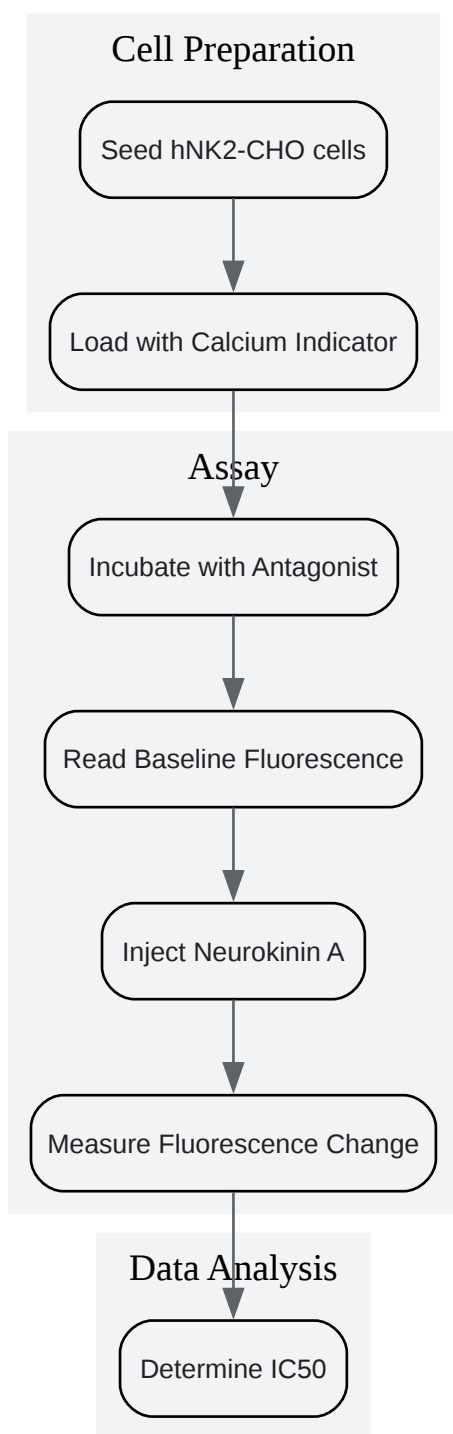 Cell Preparation
Seed hNK2-CHO cells
Load with Calcium Indicator
Assay
Incubate with Antagonist
Read Baseline Fluorescence
Inject Neurokinin A
Measure Fluorescence Change
Data Analysis
Determine IC50